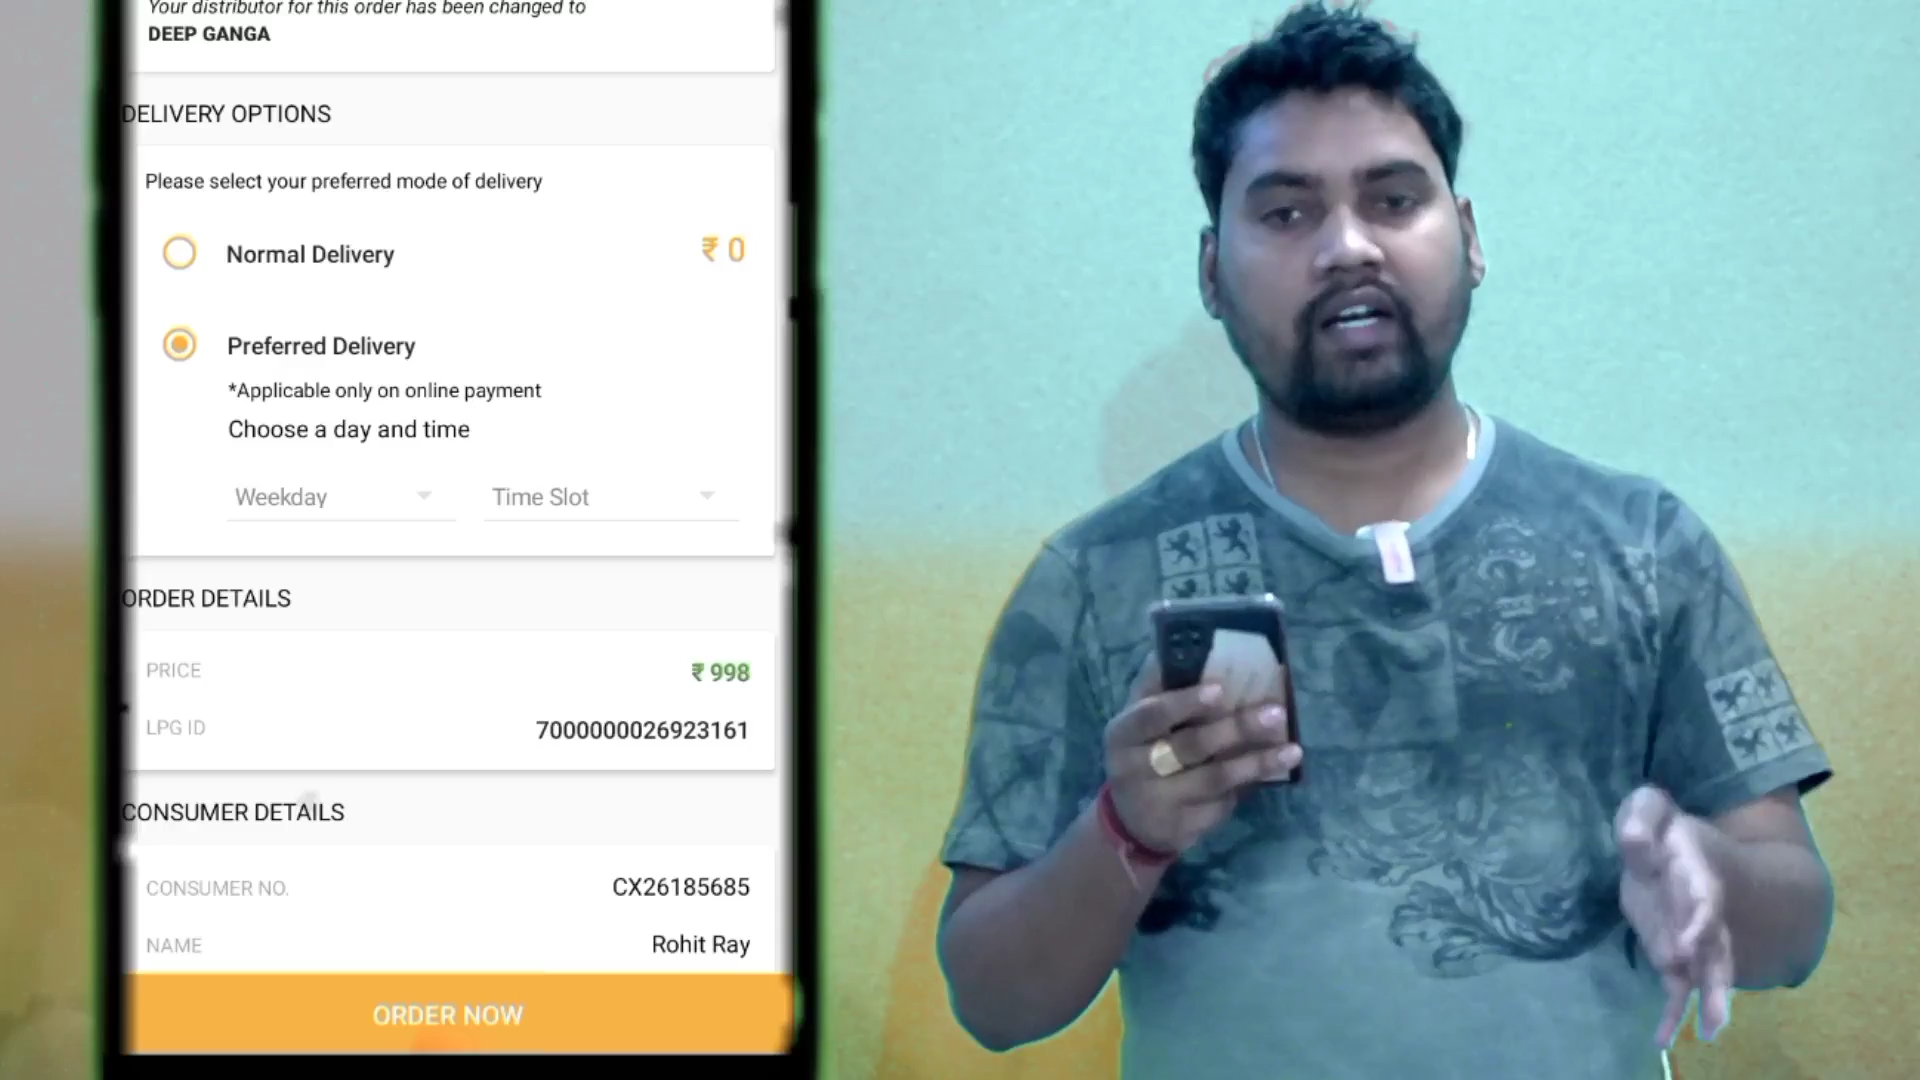 Your distributor for this order has been changed to
DEEP GANGA
DELIVERY OPTIONS
Please select your preferred mode of delivery
Normal Delivery ₹ 0
Preferred Delivery
*Applicable only on online payment
Choose a day and time
Weekday Time Slot
ORDER DETAILS
PRICE ₹ 998
LPG ID 7000000026923161
CONSUMER DETAILS
CONSUMER NO. CX26185685
NAME Rohit Ray
ORDER NOW